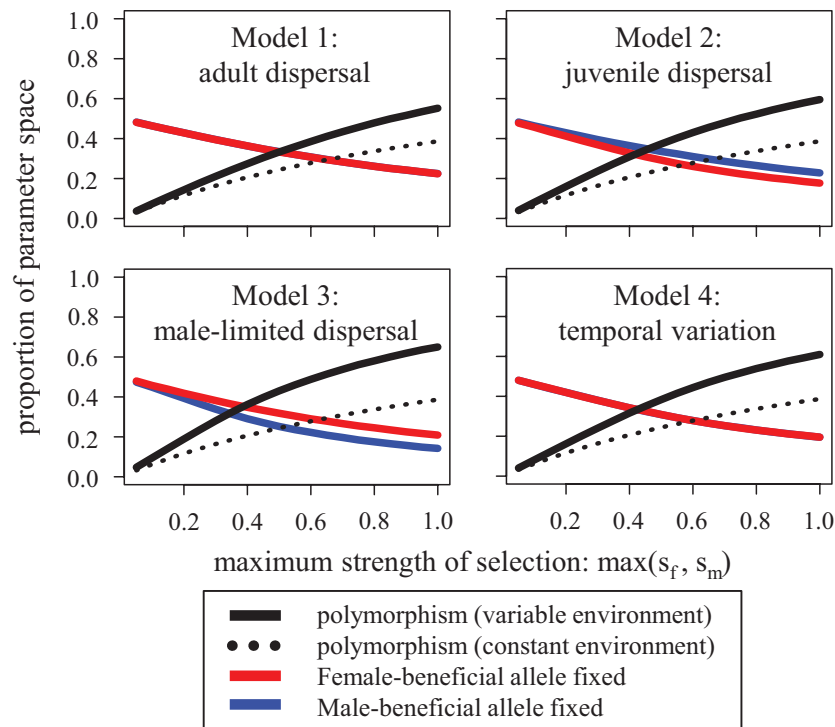 Model 1:
adult dispersal
Model 2:
juvenile dispersal
1.0
0.8
0.6
0.4
0.2
0.0
Model 3:
male-limited dispersal
Model 4:
temporal variation
1.0
0.8
0.6
0.4
0.2
0.0
proportion of parameter space
0.2 0.4 0.6 0.8 1.0
0.2 0.4 0.6 0.8 1.0
maximum strength of selection: max(s_f, s_m)
polymorphism (variable environment)
polymorphism (constant environment)
Female-beneficial allele fixed
Male-beneficial allele fixed